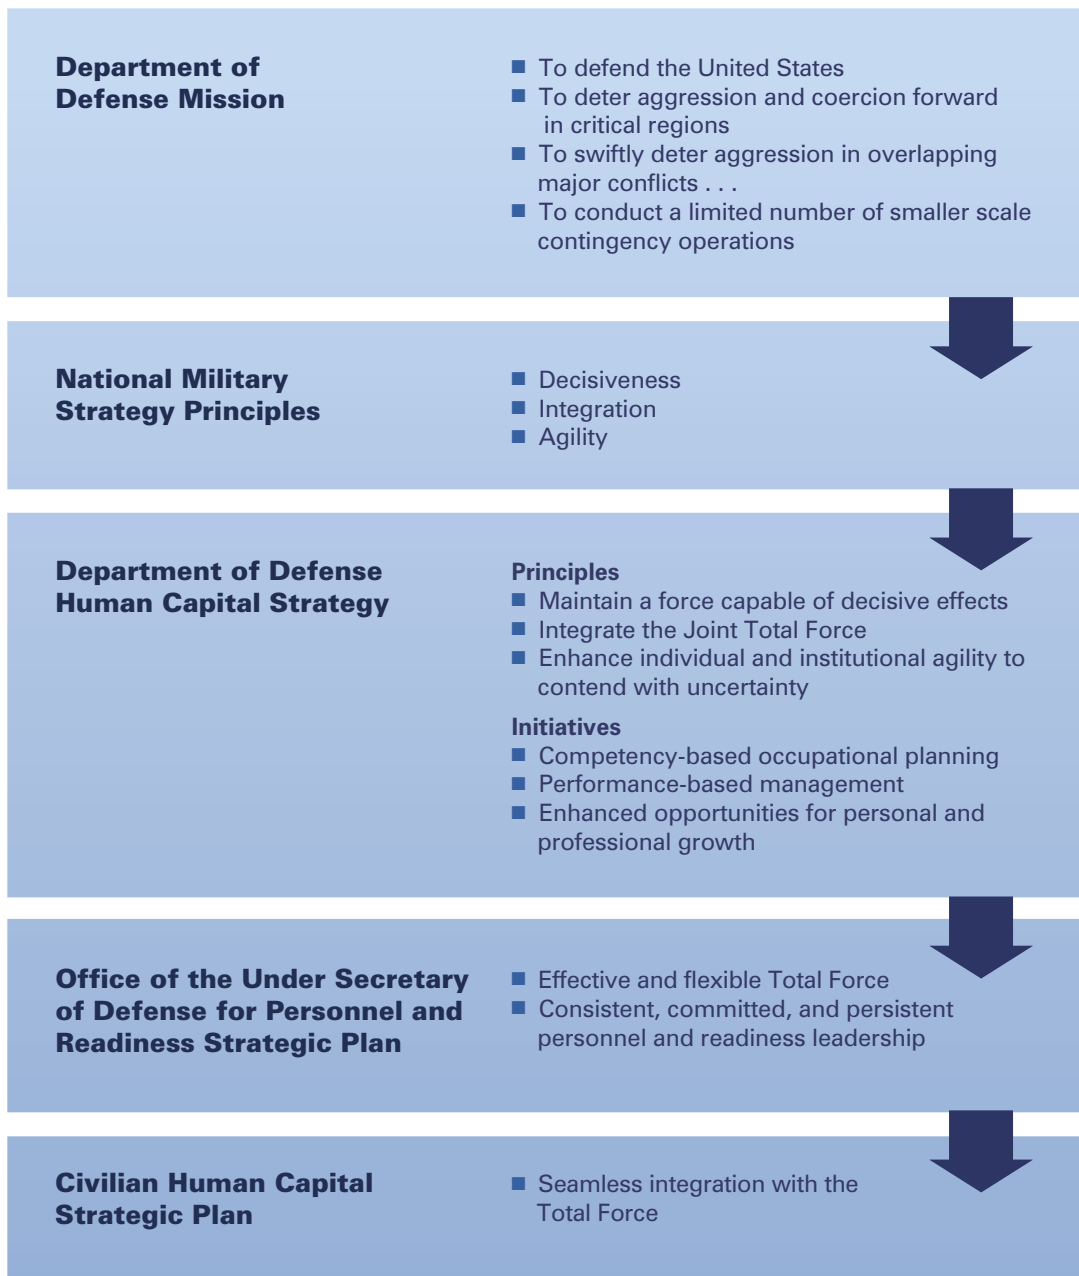 Department of
Defense Mission
■ To defend the United States
■ To deter aggression and coercion forward
in critical regions
■ To swiftly deter aggression in overlapping
major conflicts . . .
■ To conduct a limited number of smaller scale
contingency operations
National Military
Strategy Principles
■ Decisiveness
■ Integration
■ Agility
Department of Defense
Human Capital Strategy
Principles
■ Maintain a force capable of decisive effects
■ Integrate the Joint Total Force
■ Enhance individual and institutional agility to
contend with uncertainty
Initiatives
■ Competency-based occupational planning
■ Performance-based management
■ Enhanced opportunities for personal and
professional growth
Office of the Under Secretary
of Defense for Personnel and
Readiness Strategic Plan
■ Effective and flexible Total Force
■ Consistent, committed, and persistent
personnel and readiness leadership
Civilian Human Capital
Strategic Plan
■ Seamless integration with the
Total Force